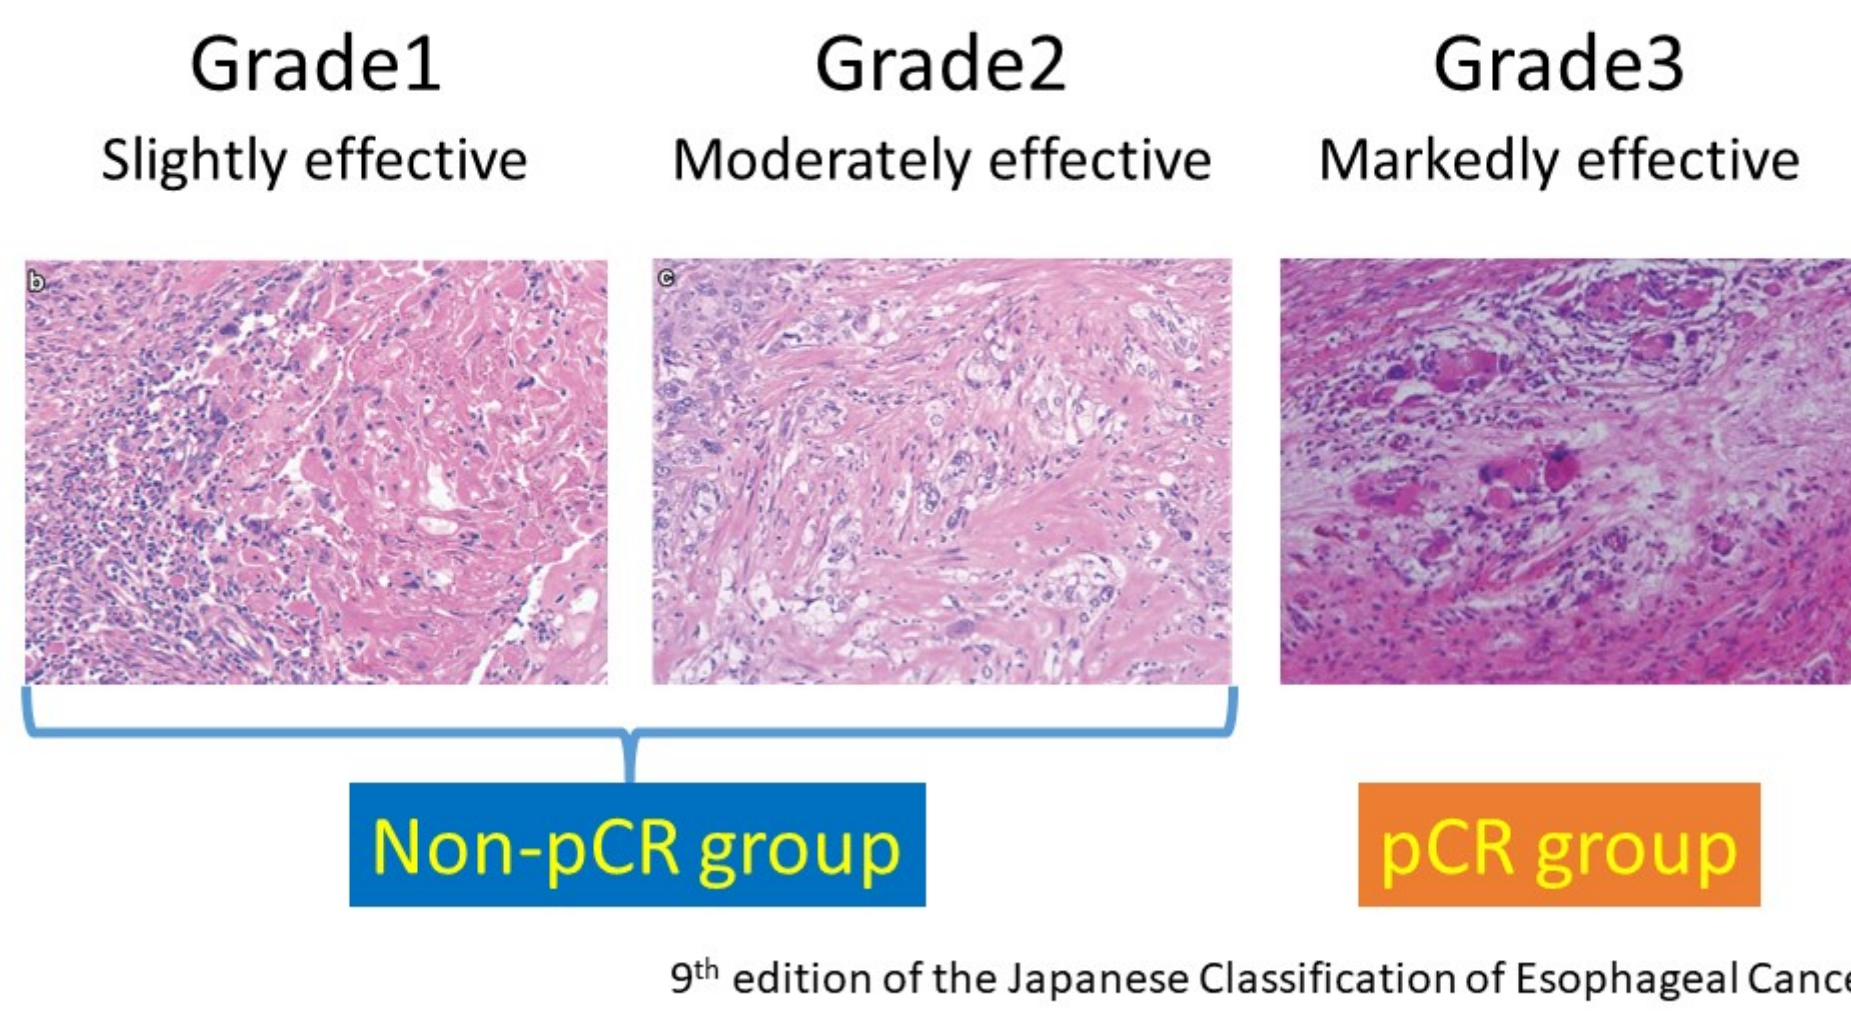 Grade1
Slightly effective
Grade2
Moderately effective
Grade3
Markedly effective
b
c
Non-pCR group
pCR group
9th edition of the Japanese Classification of Esophageal Cance